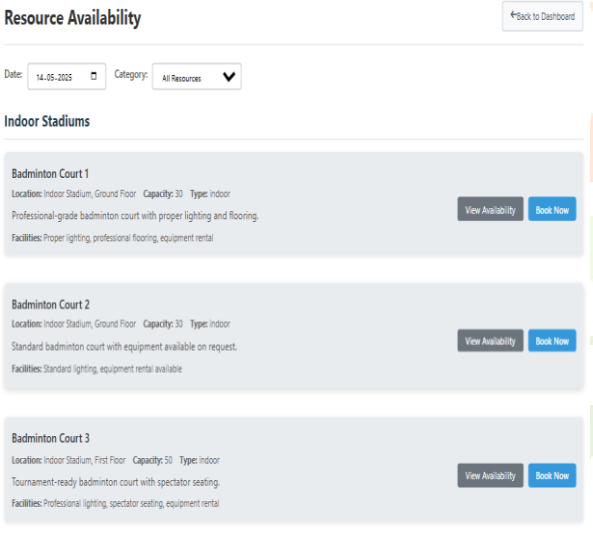 Resource Availability
←Back to Dashboard
Date: 14-05-2025 Category: All Resources
Indoor Stadiums
Badminton Court 1
Location: Indoor Stadium, Ground Floor Capacity: 30 Type: indoor
Professional-grade badminton court with proper lighting and flooring.
Facilities: Proper lighting, professional flooring, equipment rental
View Availability Book Now
Badminton Court 2
Location: Indoor Stadium, Ground Floor Capacity: 30 Type: indoor
Standard badminton court with equipment available on request.
Facilities: Standard lighting, equipment rental available
View Availability Book Now
Badminton Court 3
Location: Indoor Stadium, First Floor Capacity: 50 Type: indoor
Tournament-ready badminton court with spectator seating.
Facilities: Professional lighting, spectator seating, equipment rental
View Availability Book Now